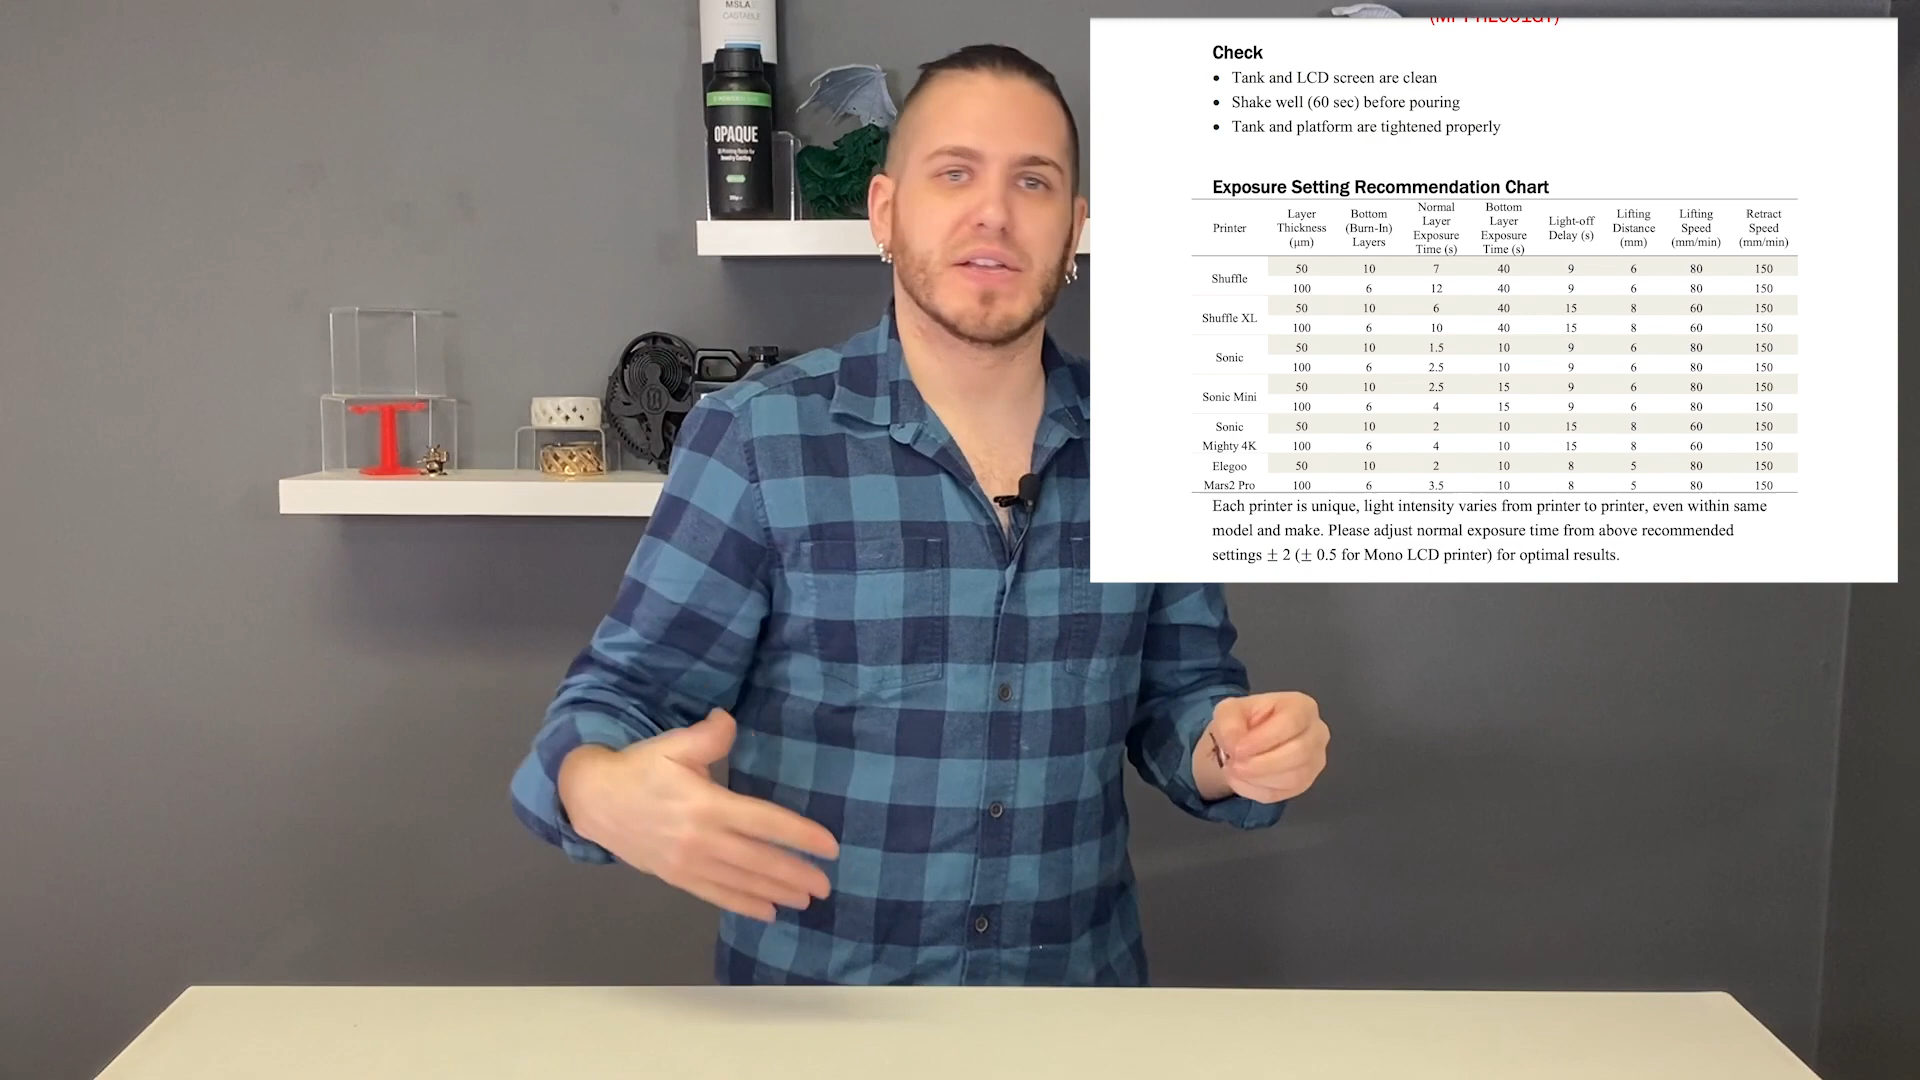 MSLA
CASTABLE
OPAQUE
3D Printing Resin for
Jewelry Casting
Check
• Tank and LCD screen are clean
• Shake well (60 sec) before pouring
• Tank and platform are tightened properly
Exposure Setting Recommendation Chart
Printer Layer Thickness (μm) Bottom (Burn-In) Layers Normal Layer Exposure Time (s) Bottom Layer Exposure Time (s) Light-off Delay (s) Lifting Distance (mm) Lifting Speed (mm/min) Retract Speed (mm/min)
Shuffle 50 10 7 40 9 6 80 150
100 6 12 40 9 6 80 150
Shuffle XL 50 10 6 40 15 8 60 150
100 6 10 40 15 8 60 150
Sonic 50 10 1.5 10 9 6 80 150
100 6 2.5 10 9 6 80 150
Sonic Mini 50 10 2.5 15 9 6 80 150
100 6 4 15 9 6 80 150
Sonic 50 10 2 10 15 8 60 150
Mighty 4K 100 6 4 10 15 8 60 150
Elegoo 50 10 2 10 8 5 80 150
Mars2 Pro 100 6 3.5 10 8 5 80 150
Each printer is unique, light intensity varies from printer to printer, even within same
model and make. Please adjust normal exposure time from above recommended
settings ± 2 (± 0.5 for Mono LCD printer) for optimal results.